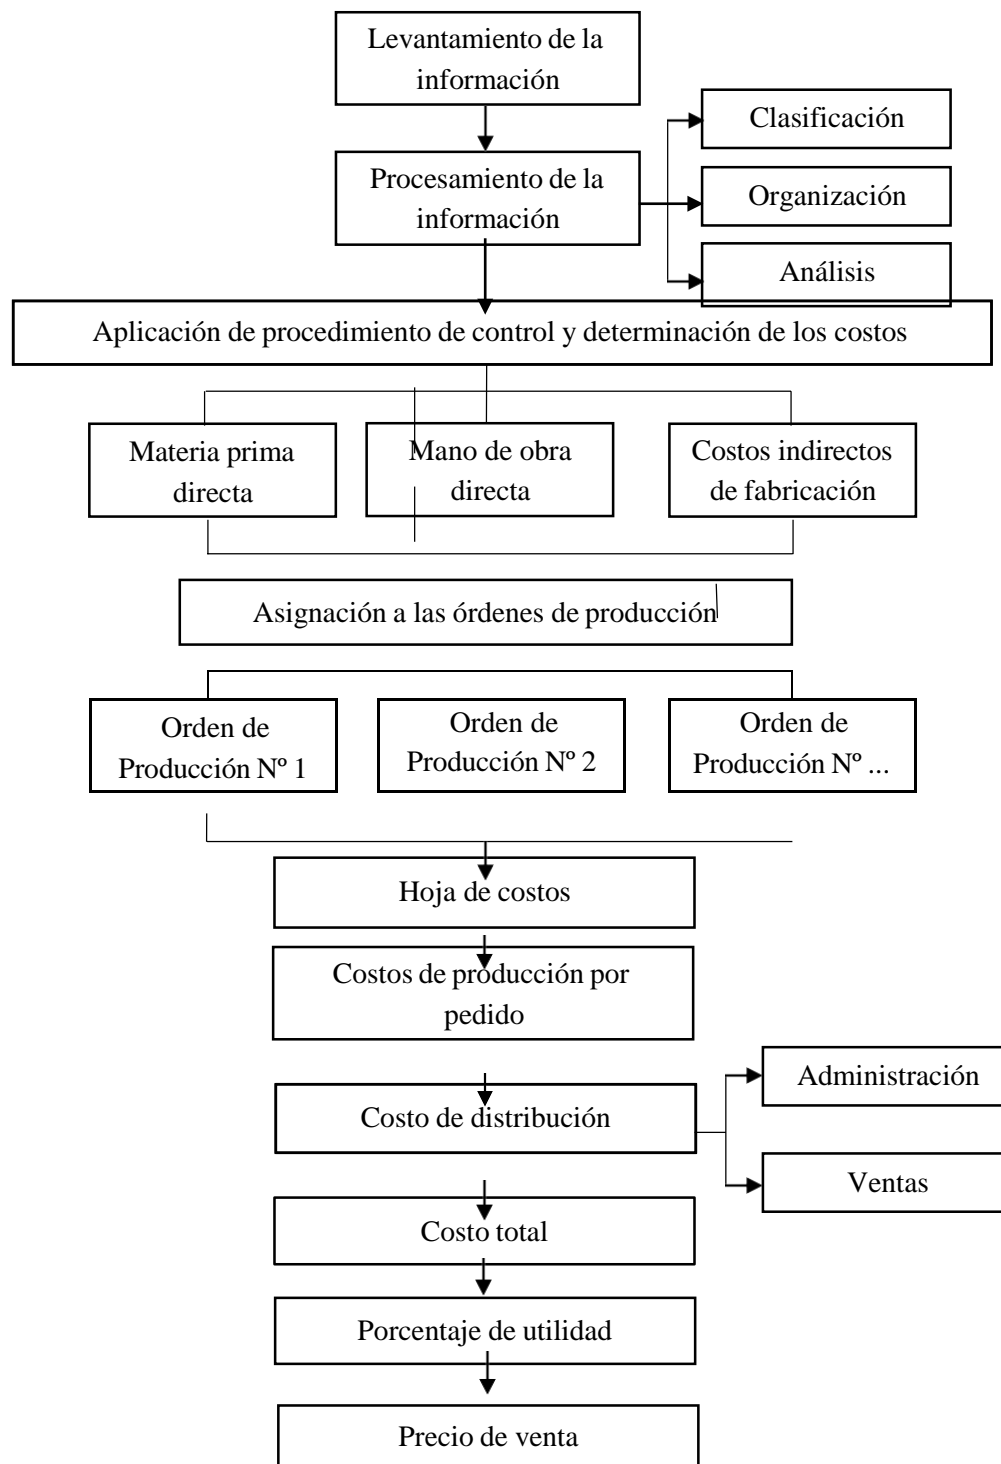 Levantamiento de la
información
Clasificación
Procesamiento de la
información
Organización
Análisis
Aplicación de procedimiento de control y determinación de los costos
Materia prima
directa
Mano de obra
directa
Costos indirectos
de fabricación
Asignación a las órdenes de producción
Orden de
Producción Nº 1
Orden de
Producción Nº 2
Orden de
Producción Nº ...
Hoja de costos
Costos de producción por
pedido
Administración
Costo de distribución
Ventas
Costo total
Porcentaje de utilidad
Precio de venta